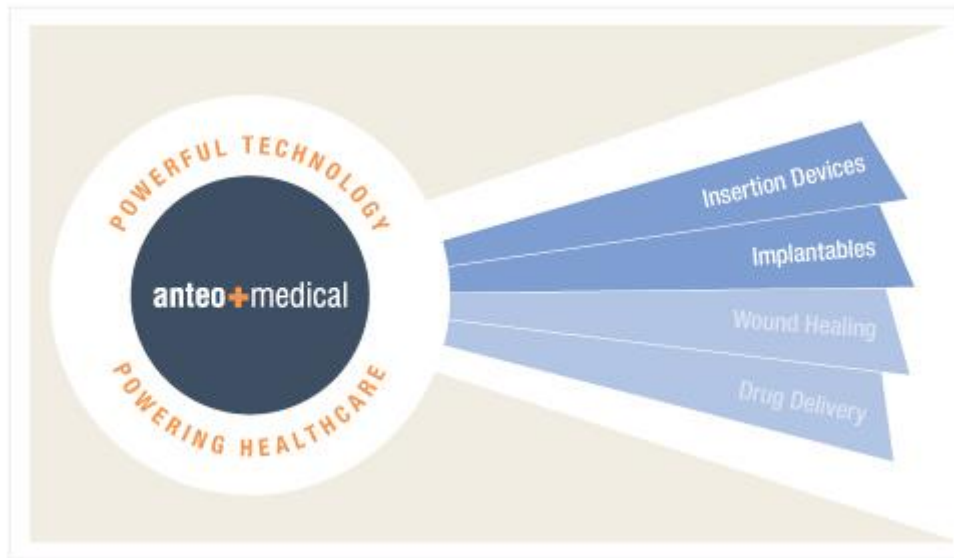 POWERFUL TECHNOLOGY
anteo+medical
POWERING HEALTHCARE
Insertion Devices
Implantables
Wound Healing
Drug Delivery